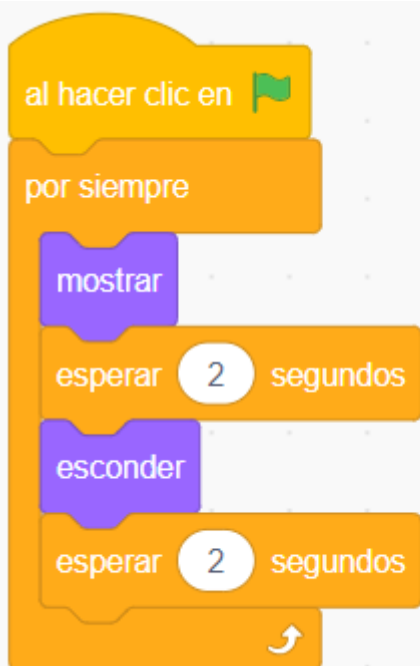 al hacer clic en
por siempre
mostrar
esperar 2 segundos
esconder
esperar 2 segundos